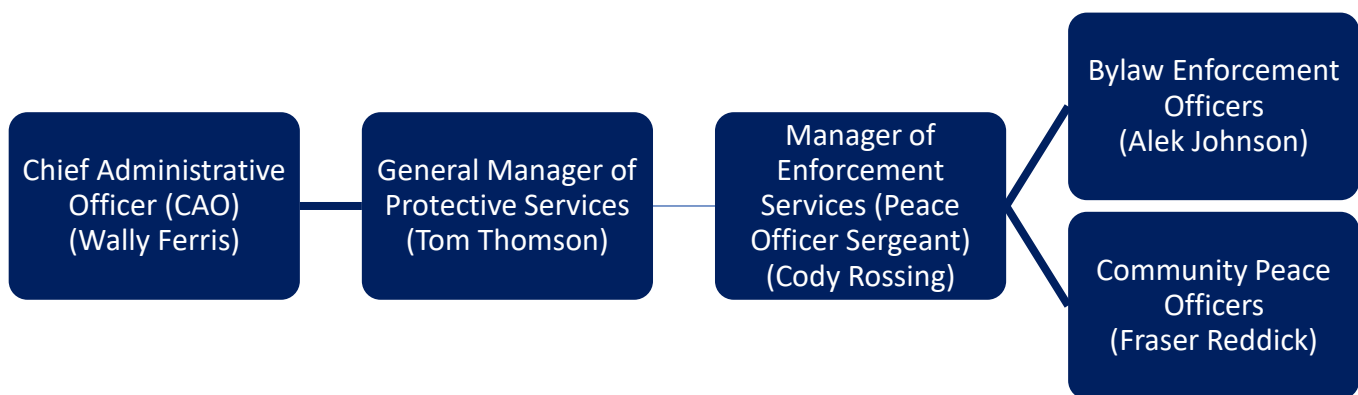 Chief Administrative
Officer (CAO)
(Wally Ferris)
General Manager of
Protective Services
(Tom Thomson)
Manager of
Enforcement
Services (Peace
Officer Sergeant)
(Cody Rossing)
Bylaw Enforcement
Officers
(Alek Johnson)
Community Peace
Officers
(Fraser Reddick)